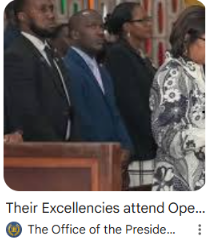 Their Excellencies attend Ope...
The Office of the Preside...